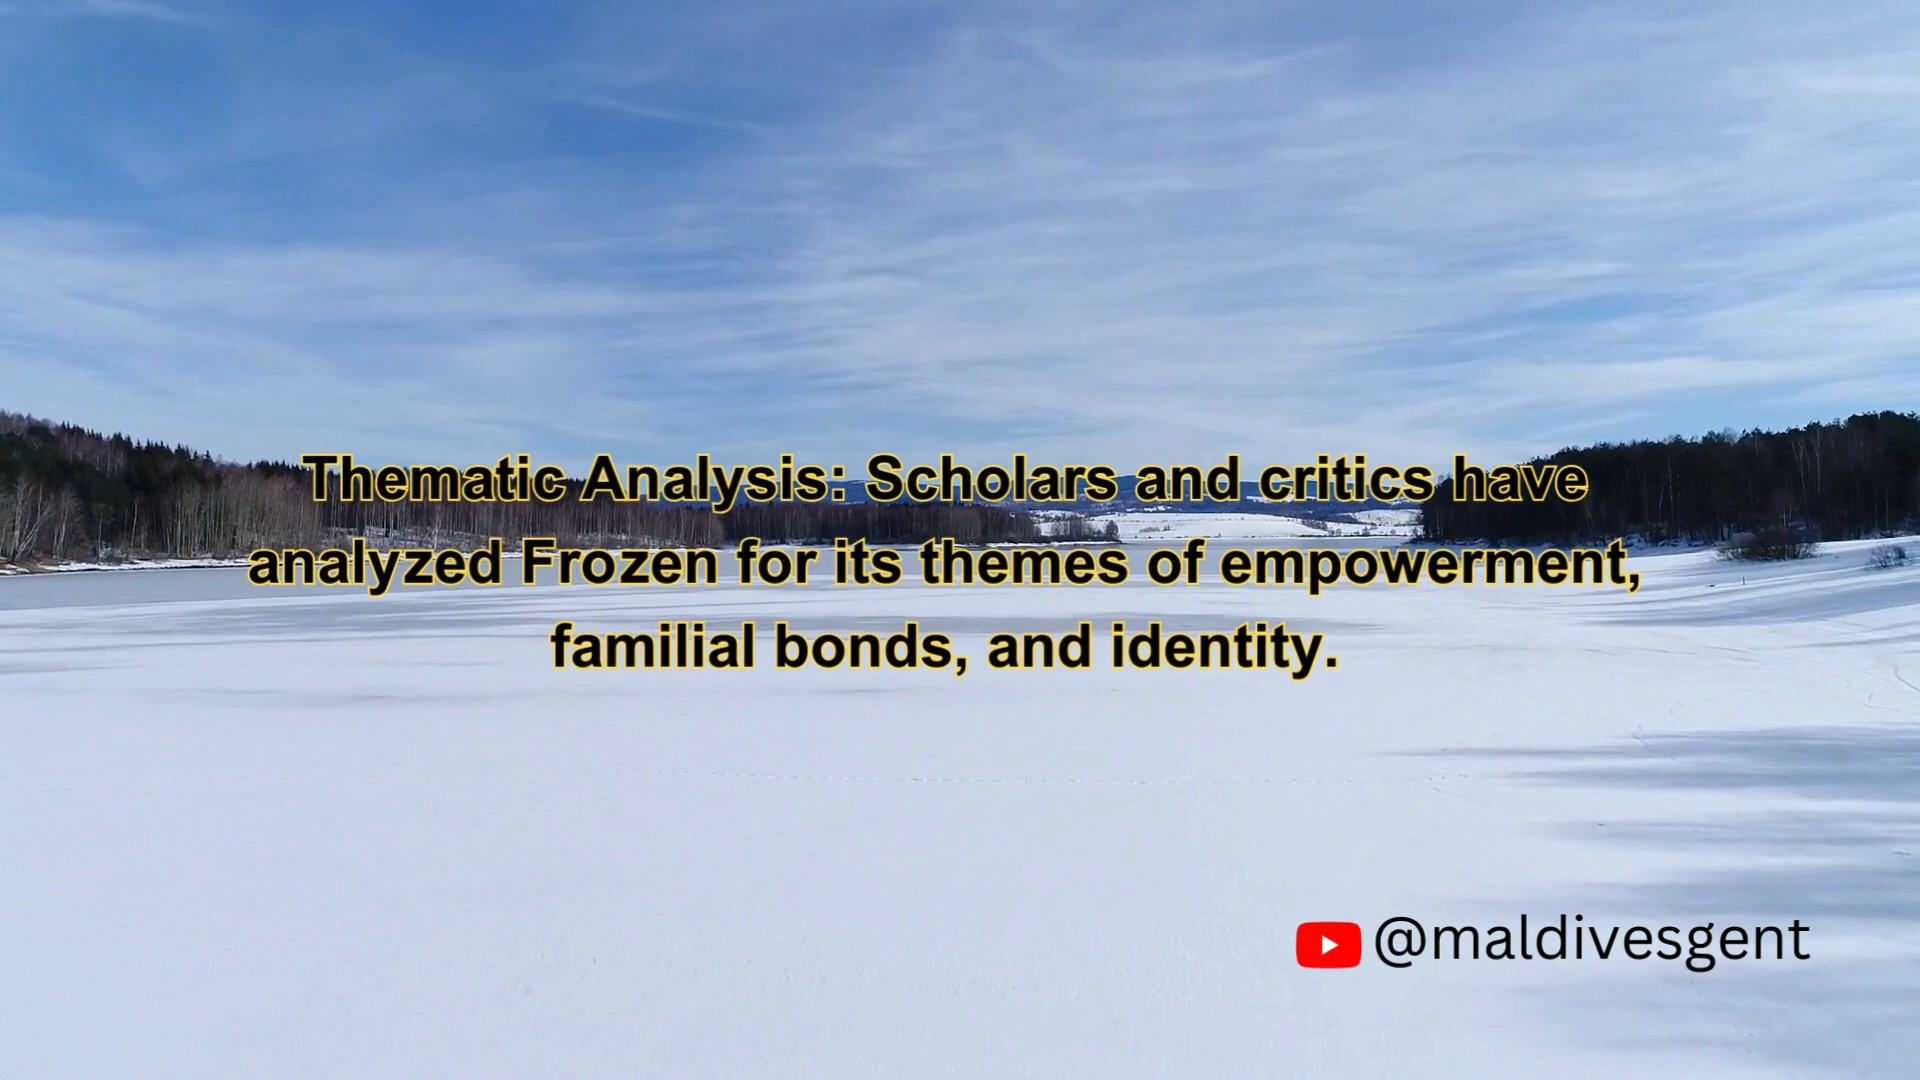 Thematic Analysis: Scholars and critics have
analyzed Frozen for its themes of empowerment,
familial bonds, and identity.
@maldivesgent